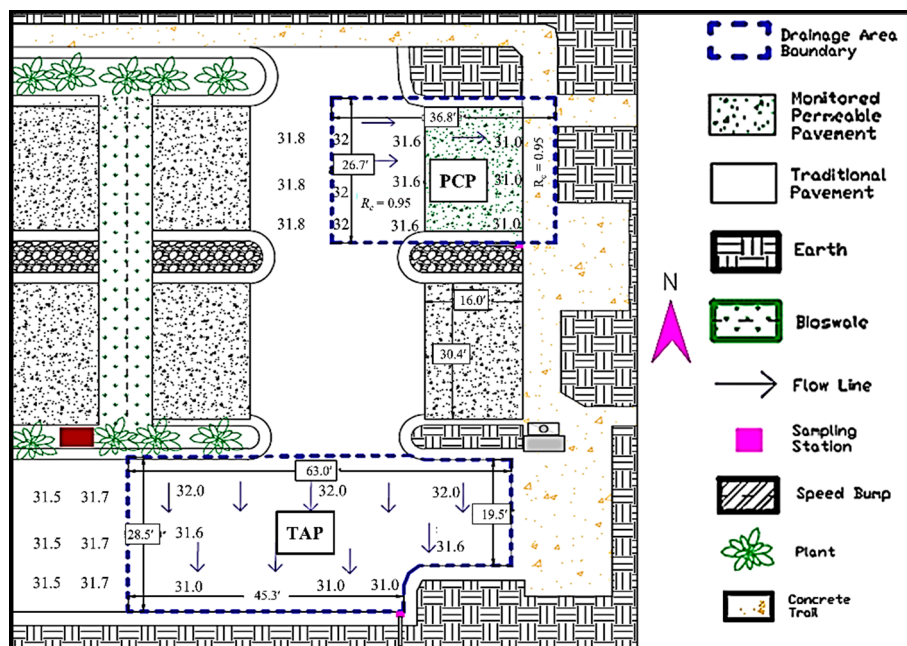 36.8'
31.8 32 31.6 31.0
26.7'
PCP
31.8 32 31.6 31.0
R_c = 0.95
R_c = 0.95
31.8 32 31.6 31.0
16.0'
30.4'
63.0'
31.5 31.7 32.0 32.0 32.0
28.5'
19.5'
TAP
31.5 31.7 31.6 31.6
31.5 31.7 31.0 31.0 31.0
45.3'
Drainage Area
Boundary
Monitored
Permeable
Pavement
Traditional
Pavement
Earth
N
Bioswale
Flow Line
Sampling
Station
Speed Bump
Plant
Concrete
Trail